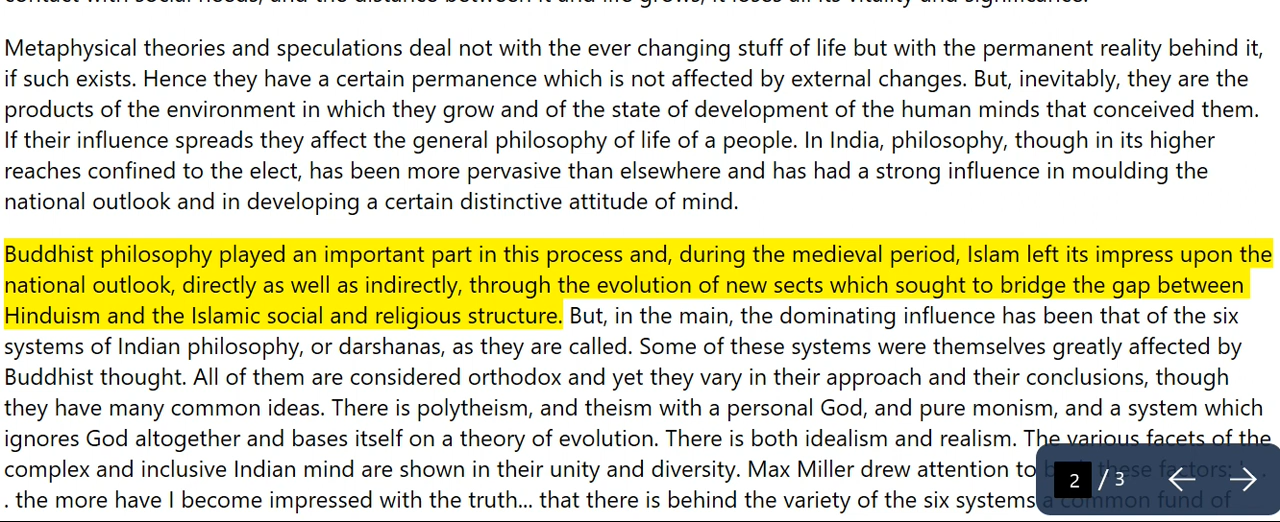 Metaphysical theories and speculations deal not with the ever changing stuff of life but with the permanent reality behind it,
if such exists. Hence they have a certain permanence which is not affected by external changes. But, inevitably, they are the
products of the environment in which they grow and of the state of development of the human minds that conceived them.
If their influence spreads they affect the general philosophy of life of a people. In India, philosophy, though in its higher
reaches confined to the elect, has been more pervasive than elsewhere and has had a strong influence in moulding the
national outlook and in developing a certain distinctive attitude of mind.
Buddhist philosophy played an important part in this process and, during the medieval period, Islam left its impress upon the
national outlook, directly as well as indirectly, through the evolution of new sects which sought to bridge the gap between
Hinduism and the Islamic social and religious structure. But, in the main, the dominating influence has been that of the six
systems of Indian philosophy, or darshanas, as they are called. Some of these systems were themselves greatly affected by
Buddhist thought. All of them are considered orthodox and yet they vary in their approach and their conclusions, though
they have many common ideas. There is polytheism, and theism with a personal God, and pure monism, and a system which
ignores God altogether and bases itself on a theory of evolution. There is both idealism and realism. The various facets of the
complex and inclusive Indian mind are shown in their unity and diversity. Max Miller drew attention to these factors:
. the more have I become impressed with the truth... that there is behind the variety of the six systems a common fund of
2 / 3